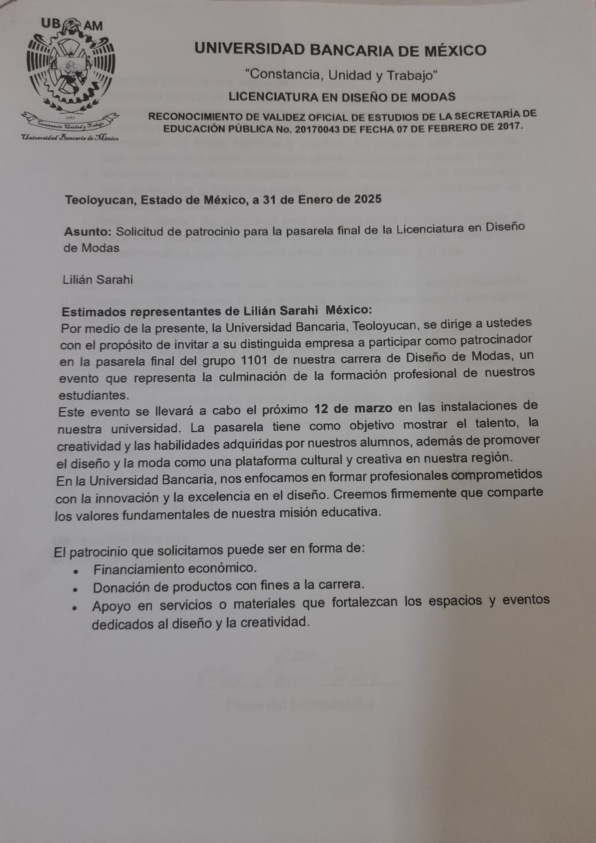 UB AM
Constancia, Unidad y Trabajo
Universidad Bancaria de México
UNIVERSIDAD BANCARIA DE MÉXICO
"Constancia, Unidad y Trabajo"
LICENCIATURA EN DISEÑO DE MODAS
RECONOCIMIENTO DE VALIDEZ OFICIAL DE ESTUDIOS DE LA SECRETARÍA DE
EDUCACIÓN PÚBLICA No. 20170043 DE FECHA 07 DE FEBRERO DE 2017.
Teoloyucan, Estado de México, a 31 de Enero de 2025
Asunto: Solicitud de patrocinio para la pasarela final de la Licenciatura en Diseño
de Modas
Lilián Sarahi
Estimados representantes de Lilián Sarahi México:
Por medio de la presente, la Universidad Bancaria, Teoloyucan, se dirige a ustedes
con el propósito de invitar a su distinguida empresa a participar como patrocinador
en la pasarela final del grupo 1101 de nuestra carrera de Diseño de Modas, un
evento que representa la culminación de la formación profesional de nuestros
estudiantes.
Este evento se llevará a cabo el próximo 12 de marzo en las instalaciones de
nuestra universidad. La pasarela tiene como objetivo mostrar el talento, la
creatividad y las habilidades adquiridas por nuestros alumnos, además de promover
el diseño y la moda como una plataforma cultural y creativa en nuestra región.
En la Universidad Bancaria, nos enfocamos en formar profesionales comprometidos
con la innovación y la excelencia en el diseño. Creemos firmemente que comparte
los valores fundamentales de nuestra misión educativa.
El patrocinio que solicitamos puede ser en forma de:
• Financiamiento económico.
• Donación de productos con fines a la carrera.
• Apoyo en servicios o materiales que fortalezcan los espacios y eventos
dedicados al diseño y la creatividad.